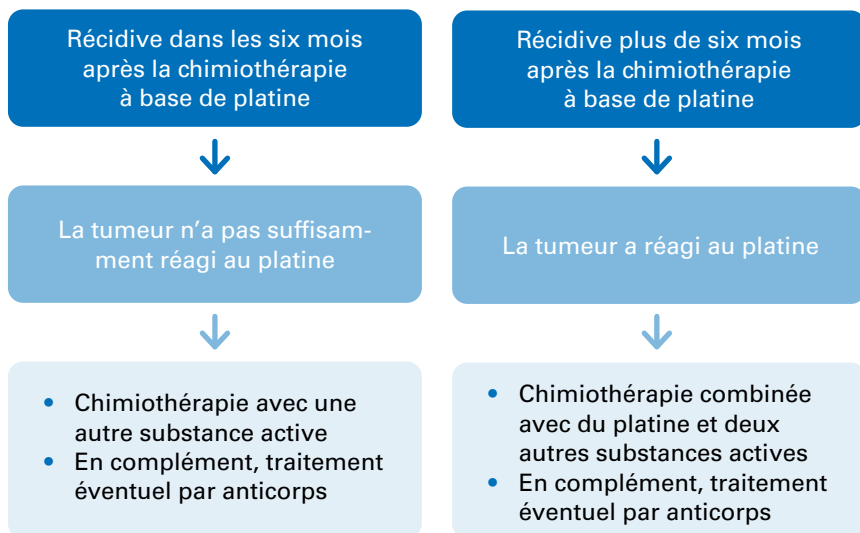 Récidive dans les six mois
après la chimiothérapie
à base de platine
La tumeur n’a pas suffisam-
ment réagi au platine
• Chimiothérapie avec une
autre substance active
• En complément, traitement
éventuel par anticorps
Récidive plus de six mois
après la chimiothérapie
à base de platine
La tumeur a réagi au platine
• Chimiothérapie combinée
avec du platine et deux
autres substances actives
• En complément, traitement
éventuel par anticorps